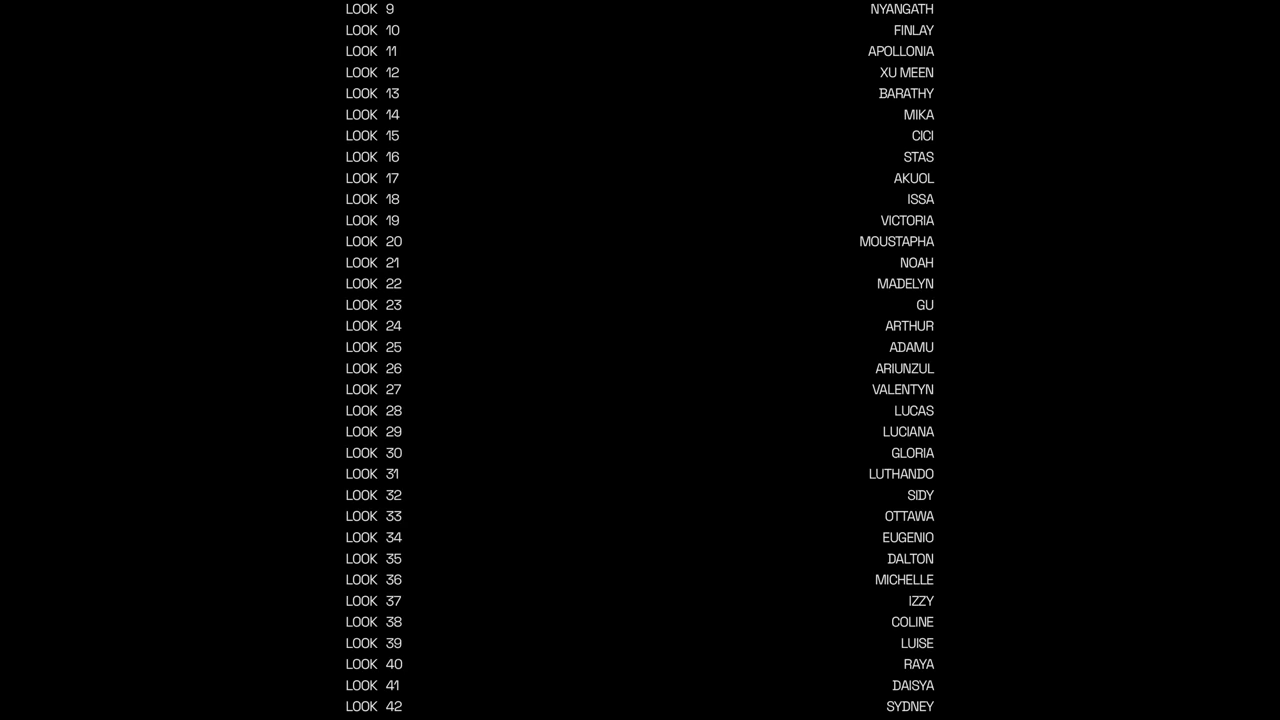 LOOK 9 NYANGATH
LOOK 10 FINLAY
LOOK 11 APOLLONIA
LOOK 12 XU MEEN
LOOK 13 BARATHY
LOOK 14 MIKA
LOOK 15 CICI
LOOK 16 STAS
LOOK 17 AKUOL
LOOK 18 ISSA
LOOK 19 VICTORIA
LOOK 20 MOUSTAPHA
LOOK 21 NOAH
LOOK 22 MADELYN
LOOK 23 GU
LOOK 24 ARTHUR
LOOK 25 ADAMU
LOOK 26 ARIUNZUL
LOOK 27 VALENTYN
LOOK 28 LUCAS
LOOK 29 LUCIANA
LOOK 30 GLORIA
LOOK 31 LUTHANDO
LOOK 32 SIDY
LOOK 33 OTTAWA
LOOK 34 EUGENIO
LOOK 35 DALTON
LOOK 36 MICHELLE
LOOK 37 IZZY
LOOK 38 COLINE
LOOK 39 LUISE
LOOK 40 RAYA
LOOK 41 DAISYA
LOOK 42 SYDNEY